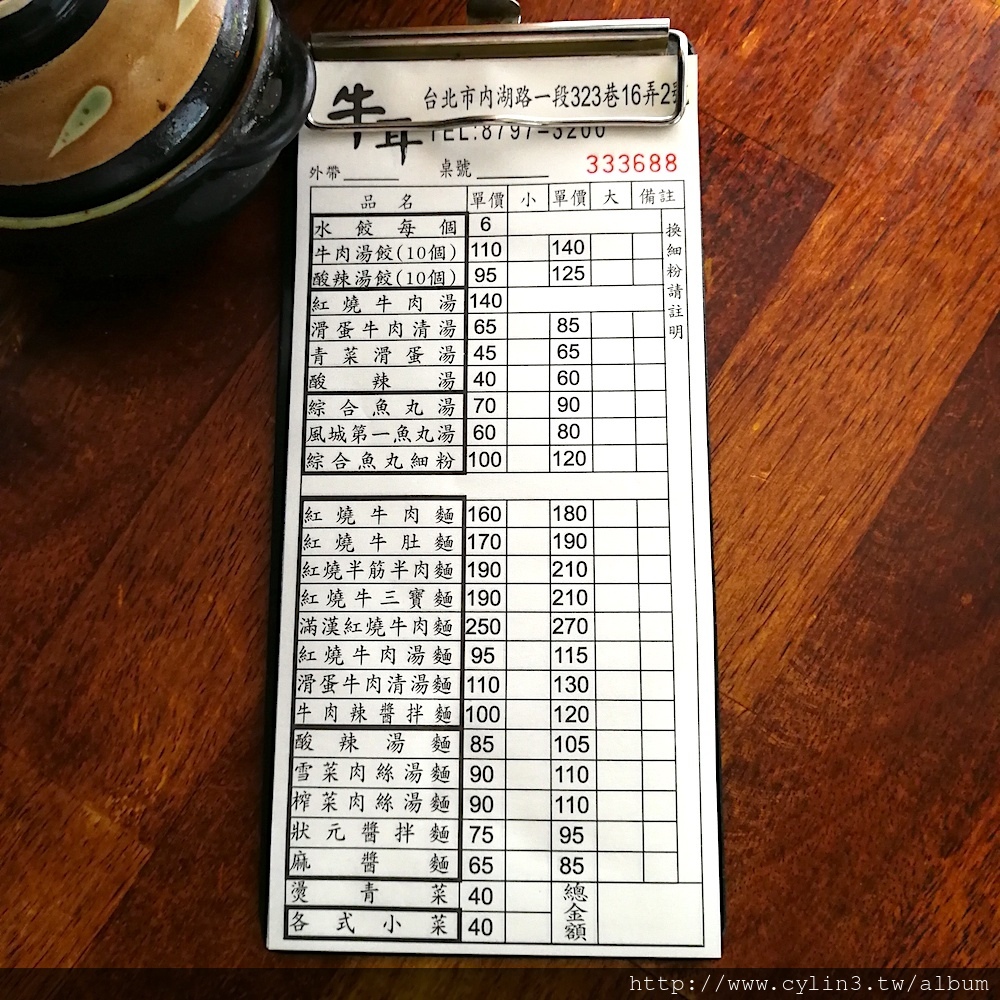 牛耳
台北市內湖路一段323巷16弄2號
TEL:8797-3200
外帶 桌號 333688
品名 單價 小 單價 大 備註
水餃每個 6
牛肉湯餃(10個) 110 140
酸辣湯餃(10個) 95 125
紅燒牛肉湯 140
滑蛋牛肉清湯 65 85
青菜滑蛋湯 45 65
酸辣湯 40 60
綜合魚丸湯 70 90
風城第一魚丸湯 60 80
綜合魚丸細粉 100 120
換細粉請註明
紅燒牛肉麵 160 180
紅燒牛肚麵 170 190
紅燒半筋半肉麵 190 210
紅燒牛三寶麵 190 210
滿漢紅燒牛肉麵 250 270
紅燒牛肉湯麵 95 115
滑蛋牛肉清湯麵 110 130
牛肉辣醬拌麵 100 120
酸辣湯麵 85 105
雪菜肉絲湯麵 90 110
榨菜肉絲湯麵 90 110
狀元醬拌麵 75 95
麻醬麵 65 85
燙青菜 40
各式小菜 40
總金額
http://www.cylin3.tw/album